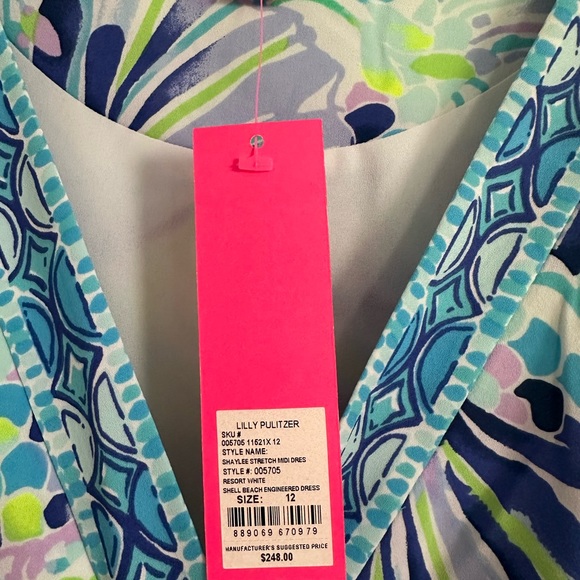 LILLY PULITZER
SKU #
005705 11521X 12
STYLE NAME:
SHAYLEE STRETCH MIDI DRES
STYLE #: 005705
RESORT WHITE
SHELL BEACH ENGINEERED DRESS
SIZE: 12
889069 670979
MANUFACTURER'S SUGGESTED PRICE
$248.00